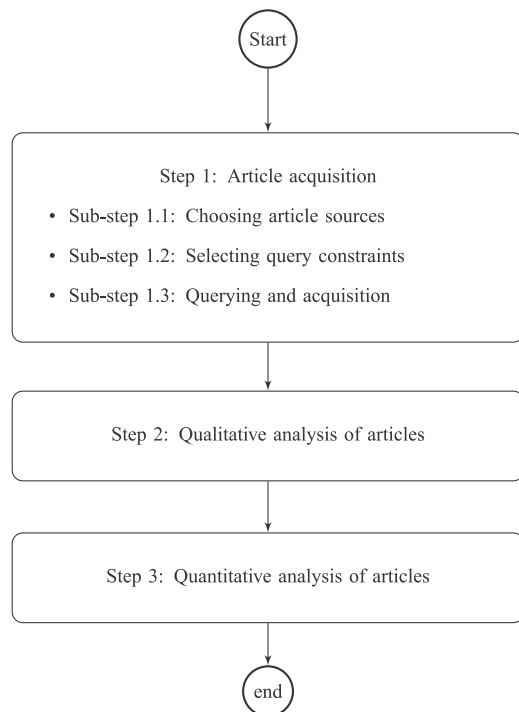 Start
Step 1: Article acquisition
• Sub-step 1.1: Choosing article sources
• Sub-step 1.2: Selecting query constraints
• Sub-step 1.3: Querying and acquisition
Step 2: Qualitative analysis of articles
Step 3: Quantitative analysis of articles
end